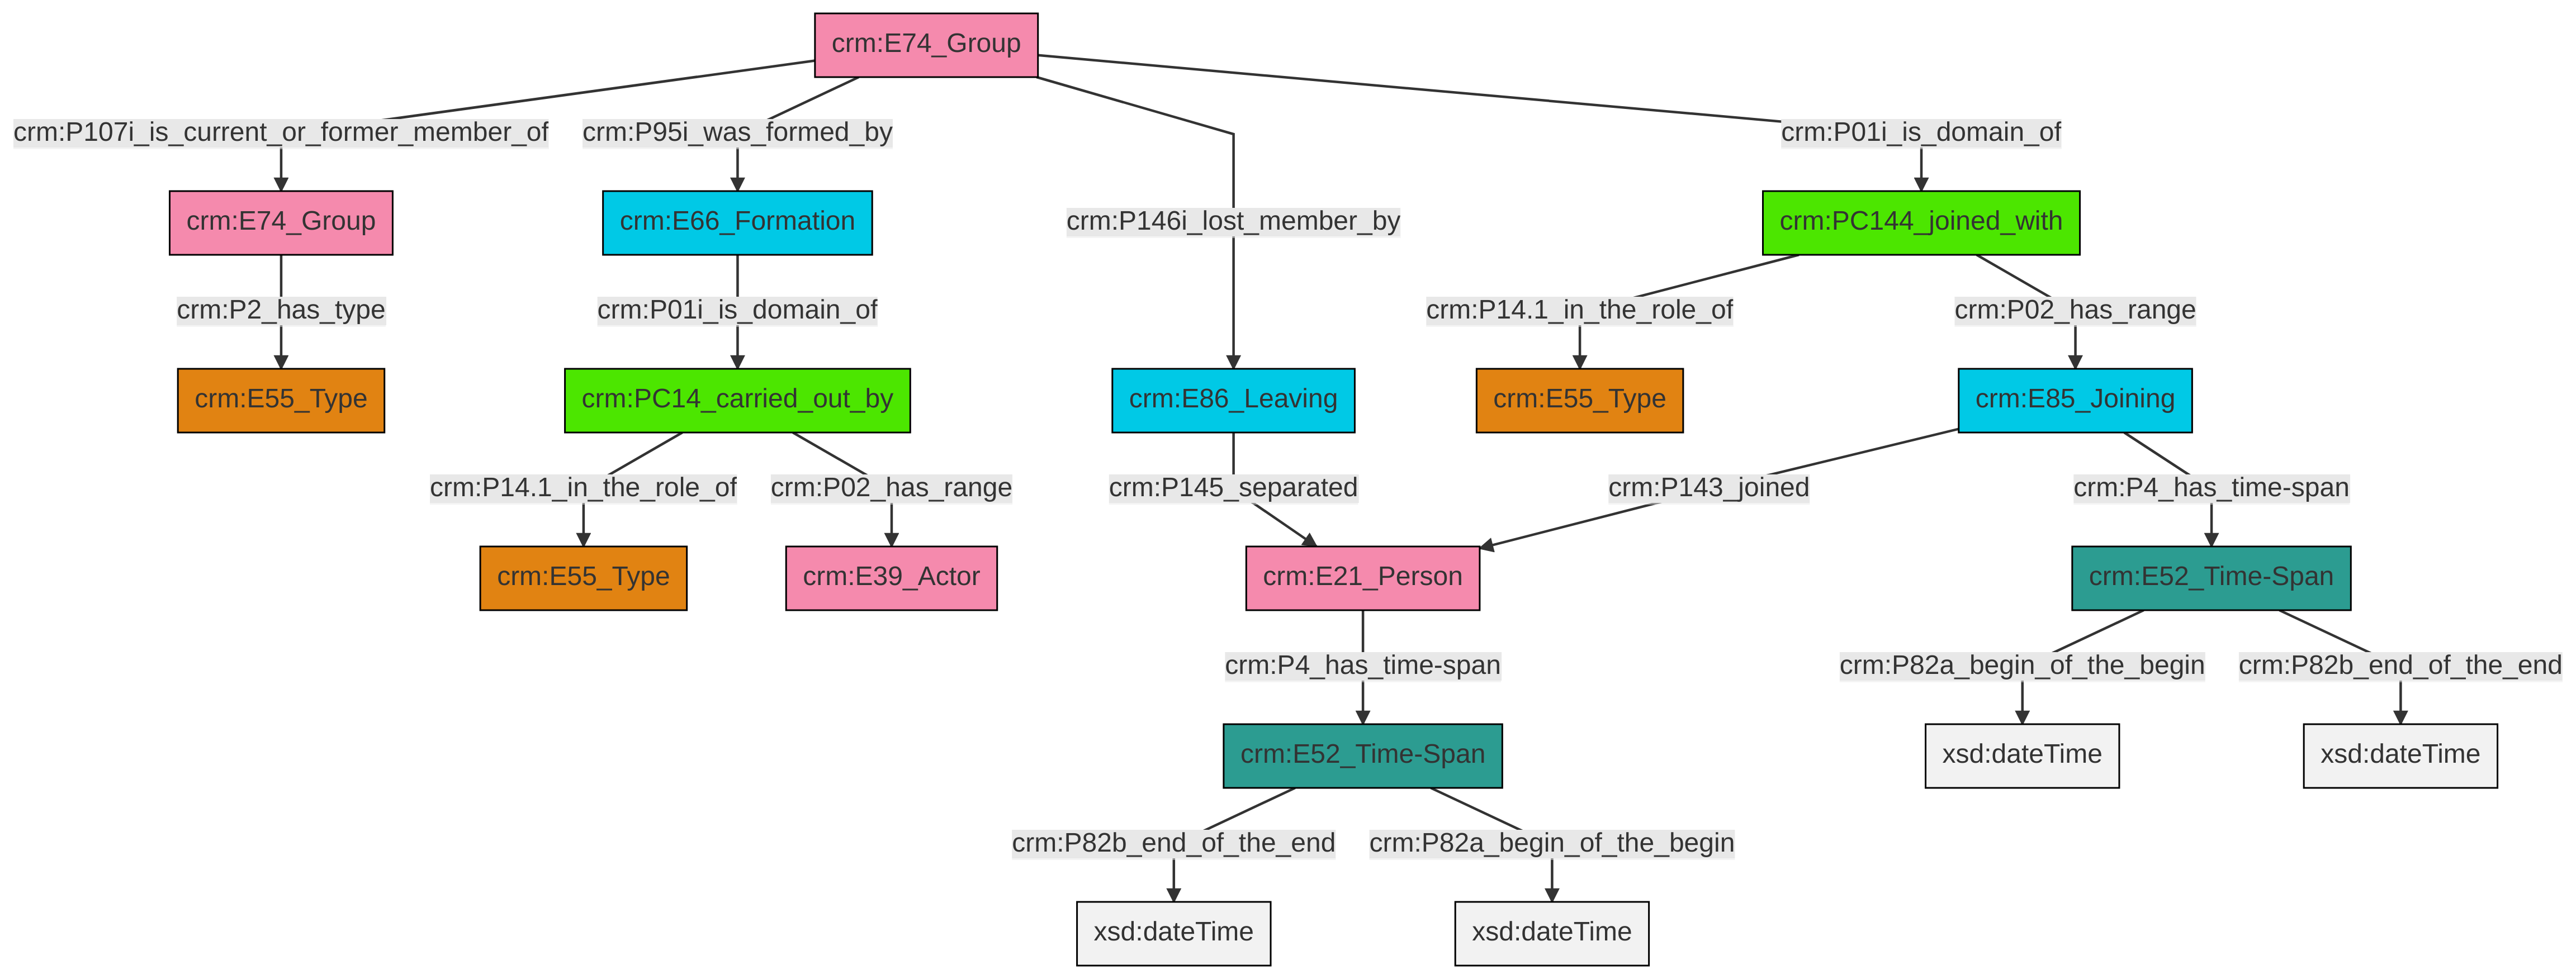 crm:E74_Group
crm:P107i_is_current_or_former_member_of
crm:P95i_was_formed_by
crm:P01i_is_domain_of
crm:E74_Group
crm:E66_Formation
crm:P146i_lost_member_by
crm:PC144_joined_with
crm:P2_has_type
crm:P01i_is_domain_of
crm:P14.1_in_the_role_of
crm:P02_has_range
crm:E55_Type
crm:PC14_carried_out_by
crm:E86_Leaving
crm:E55_Type
crm:E85_Joining
crm:P14.1_in_the_role_of
crm:P02_has_range
crm:P145_separated
crm:P143_joined
crm:P4_has_time-span
crm:E55_Type
crm:E39_Actor
crm:E21_Person
crm:E52_Time-Span
crm:P4_has_time-span
crm:P82a_begin_of_the_begin
crm:P82b_end_of_the_end
crm:E52_Time-Span
xsd:dateTime
xsd:dateTime
crm:P82b_end_of_the_end
crm:P82a_begin_of_the_begin
xsd:dateTime
xsd:dateTime